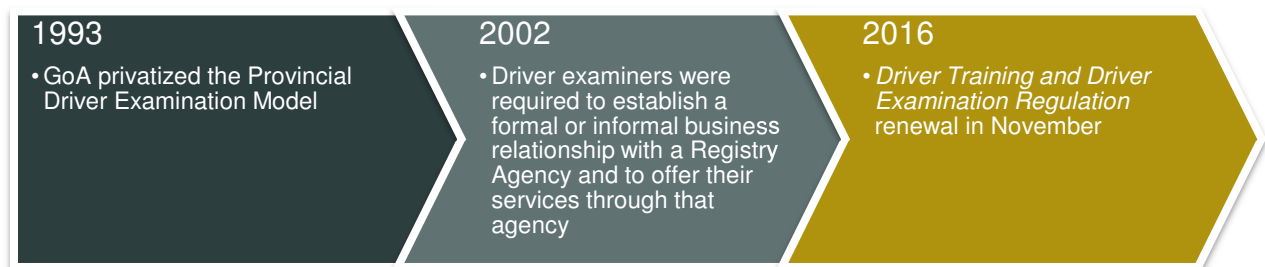 1993
• GoA privatized the Provincial
Driver Examination Model
2002
• Driver examiners were
required to establish a
formal or informal business
relationship with a Registry
Agency and to offer their
services through that
agency
2016
• Driver Training and Driver
Examination Regulation
renewal in November